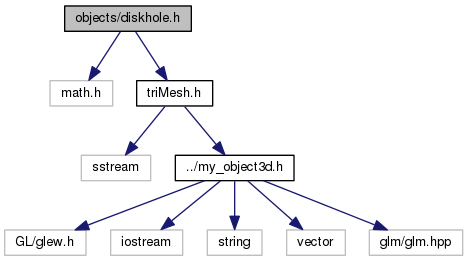 objects/diskhole.h
math.h
triMesh.h
sstream
../my_object3d.h
GL/glew.h
iostream
string
vector
glm/glm.hpp